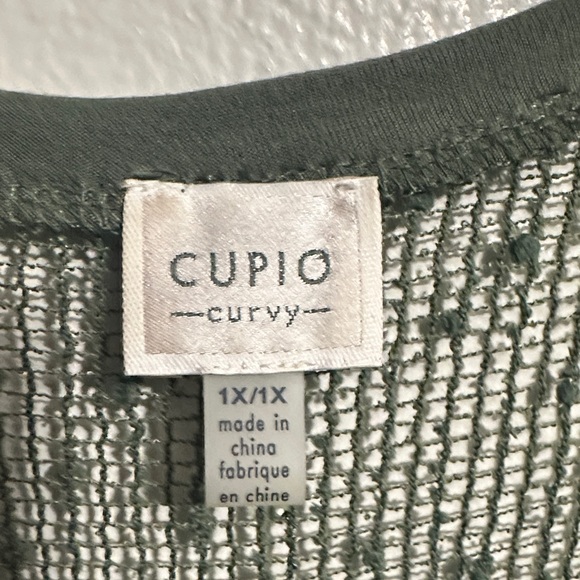 CUPIO
—curvy—
1X/1X
made in
china
fabrique
en chine